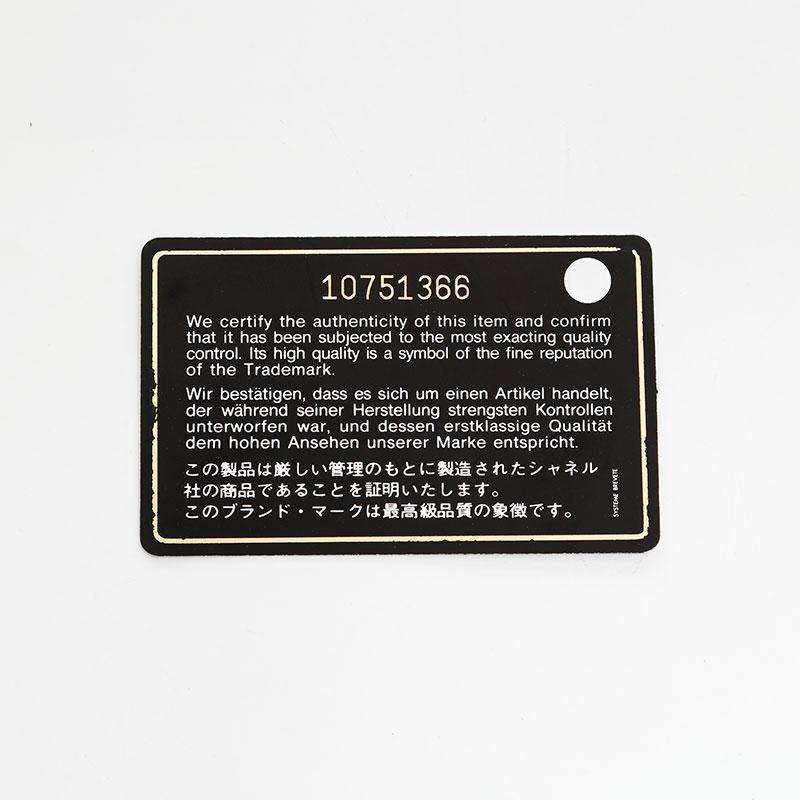 10751366
We certify the authenticity of this item and confirm
that it has been subjected to the most exacting quality
control. Its high quality is a symbol of the fine reputation
of the Trademark.
Wir bestätigen, dass es sich um einen Artikel handelt,
der während seiner Herstellung strengsten Kontrollen
unterworfen war, und dessen erstklassige Qualität
dem hohen Ansehen unserer Marke entspricht.
この製品は厳しい管理のもとに製造されたシャネル
社の商品であることを証明いたします。
このブランド・マークは最高級品質の象徴です。
SYSTEME BREVETE